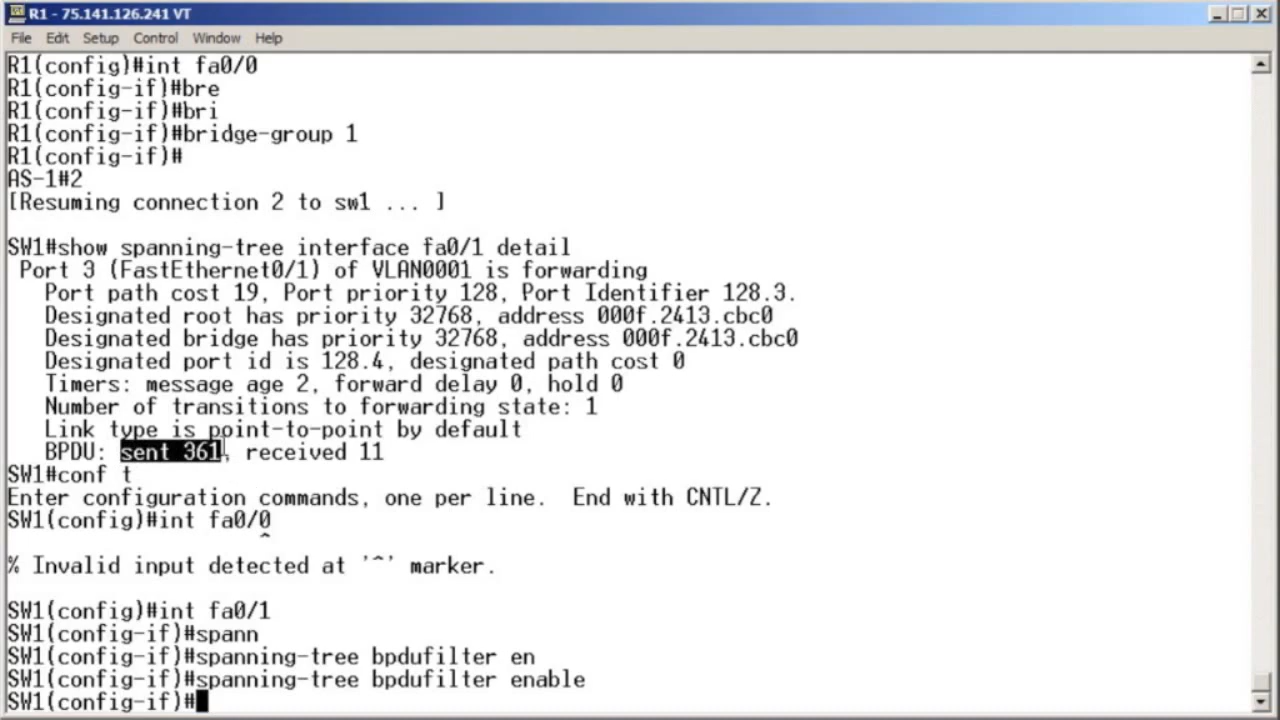 R1 - 75.141.126.241 VT
File Edit Setup Control Window Help
R1(config)#int fa0/0
R1(config-if)#bre
R1(config-if)#bri
R1(config-if)#bridge-group 1
R1(config-if)#
AS-1#2
[Resuming connection 2 to sw1 ... ]
SW1#show spanning-tree interface fa0/1 detail
Port 3 (FastEthernet0/1) of VLAN0001 is forwarding
Port path cost 19, Port priority 128, Port Identifier 128.3.
Designated root has priority 32768, address 000f.2413.cbc0
Designated bridge has priority 32768, address 000f.2413.cbc0
Designated port id is 128.4, designated path cost 0
Timers: message age 2, forward delay 0, hold 0
Number of transitions to forwarding state: 1
Link type is point-to-point by default
BPDU: sent 361, received 11
SW1#conf t
Enter configuration commands, one per line.  End with CNTL/Z.
SW1(config)#int fa0/0
^
% Invalid input detected at '^' marker.
SW1(config)#int fa0/1
SW1(config-if)#spann
SW1(config-if)#spanning-tree bpdufilter en
SW1(config-if)#spanning-tree bpdufilter enable
SW1(config-if)#